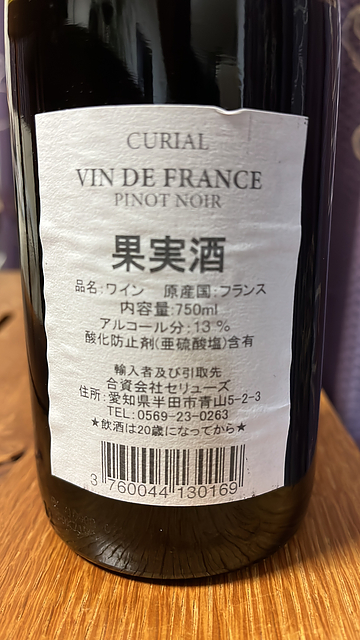 CURIAL
VIN DE FRANCE
PINOT NOIR
果実酒
品名:ワイン 原産国:フランス
内容量:750ml
アルコール分:13 %
酸化防止剤(亜硫酸塩)含有
輸入者及び引取先
合資会社セリューズ
住所:愛知県半田市青山5-2-3
TEL:0569-23-0263
★飲酒は20歳になってから★
3 760044 130169